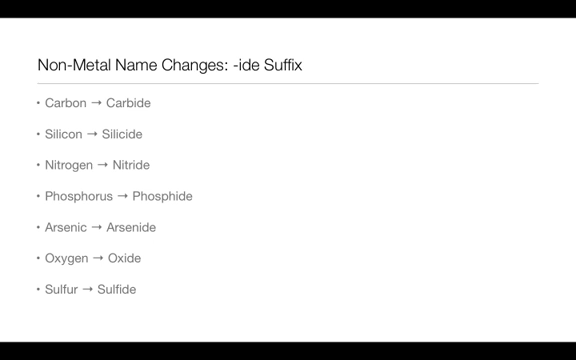 Non-Metal Name Changes: -ide Suffix
• Carbon → Carbide
• Silicon → Silicide
• Nitrogen → Nitride
• Phosphorus → Phosphide
• Arsenic → Arsenide
• Oxygen → Oxide
• Sulfur → Sulfide